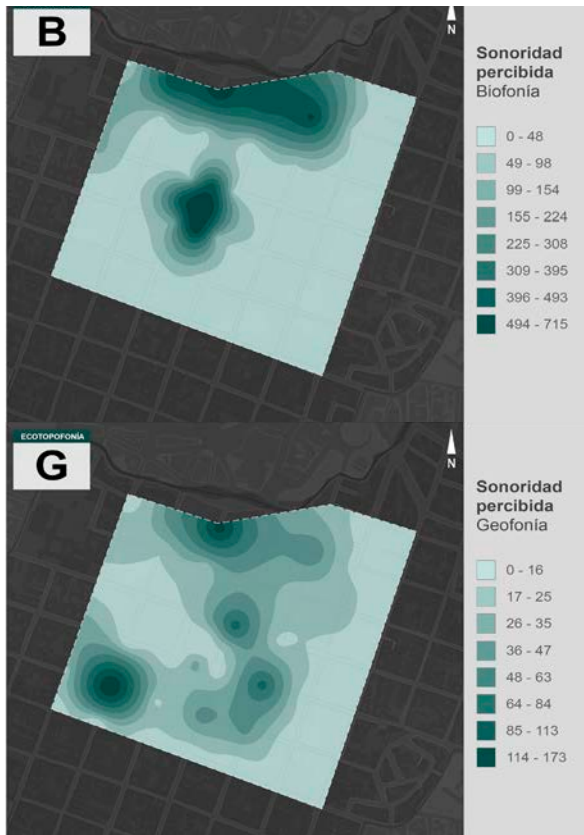 B
N
Sonoridad
percibida
Biofonía
0 - 48
49 - 98
99 - 154
155 - 224
225 - 308
309 - 395
396 - 493
494 - 715
ECOTOPOFONÍA
G
N
Sonoridad
percibida
Geofonía
0 - 16
17 - 25
26 - 35
36 - 47
48 - 63
64 - 84
85 - 113
114 - 173